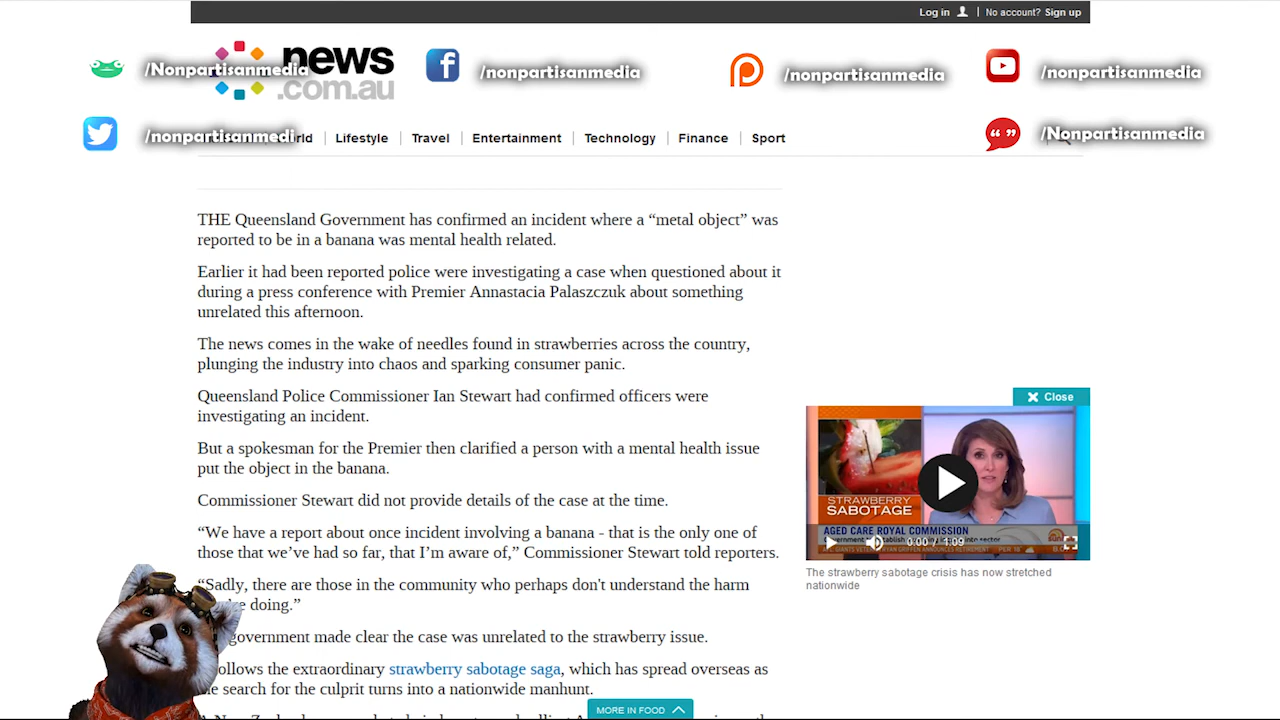 Log in | No account? Sign up
/Nonpartisanmedia
news
.com.au
/nonpartisanmedia
/nonpartisanmedia
/nonpartisanmedia
/nonpartisanmedi
/Nonpartisanmedia
Lifestyle | Travel | Entertainment | Technology | Finance | Sport
THE Queensland Government has confirmed an incident where a “metal object” was
reported to be in a banana was mental health related.
Earlier it had been reported police were investigating a case when questioned about it
during a press conference with Premier Annastacia Palaszczuk about something
unrelated this afternoon.
The news comes in the wake of needles found in strawberries across the country,
plunging the industry into chaos and sparking consumer panic.
Queensland Police Commissioner Ian Stewart had confirmed officers were
investigating an incident.
But a spokesman for the Premier then clarified a person with a mental health issue
put the object in the banana.
Commissioner Stewart did not provide details of the case at the time.
“We have a report about once incident involving a banana - that is the only one of
those that we’ve had so far, that I’m aware of,” Commissioner Stewart told reporters.
“Sadly, there are those in the community who perhaps don't understand the harm
doing.”
government made clear the case was unrelated to the strawberry issue.
follows the extraordinary strawberry sabotage saga, which has spread overseas as
search for the culprit turns into a nationwide manhunt.
Close
STRAWBERRY
SABOTAGE
AGED CARE ROYAL COMMISSION
0:00 / 1:09
The strawberry sabotage crisis has now stretched
nationwide
MORE IN FOOD